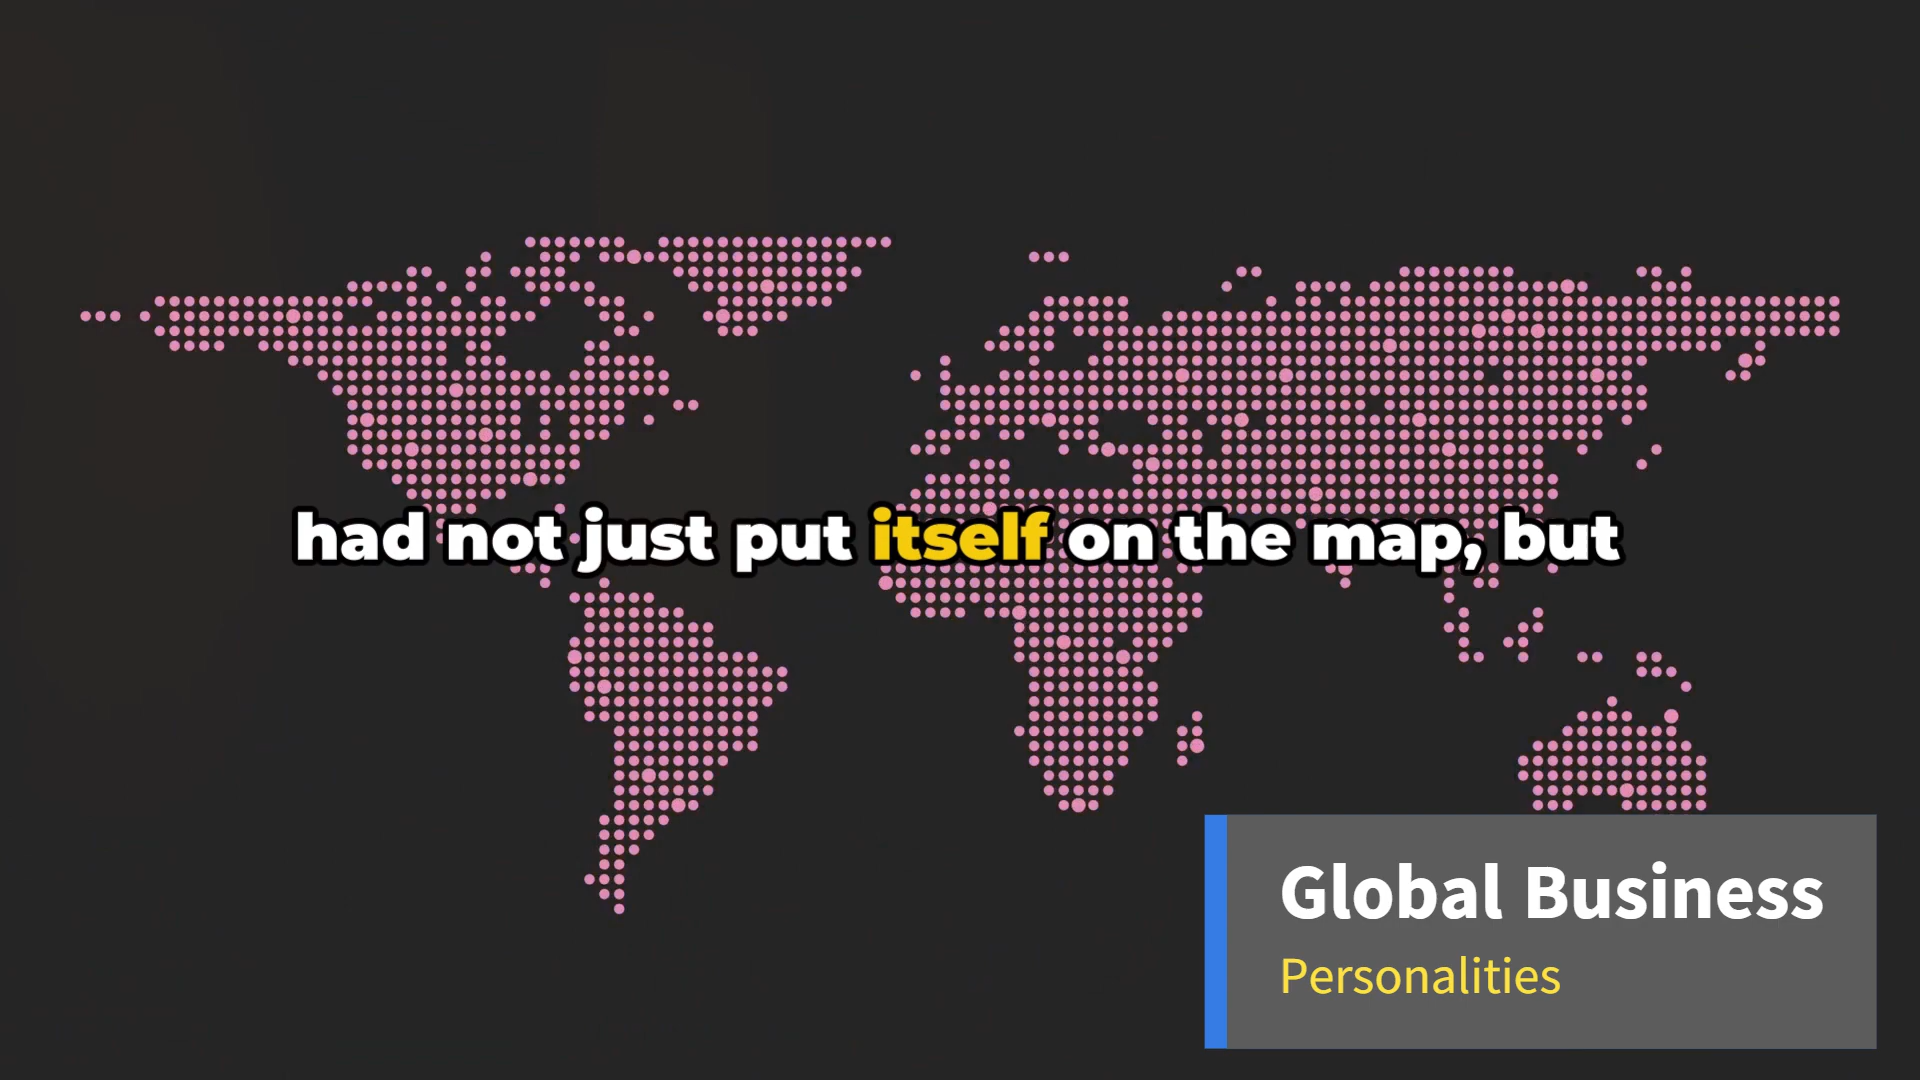 had not just put itself on the map, but
Global Business
Personalities